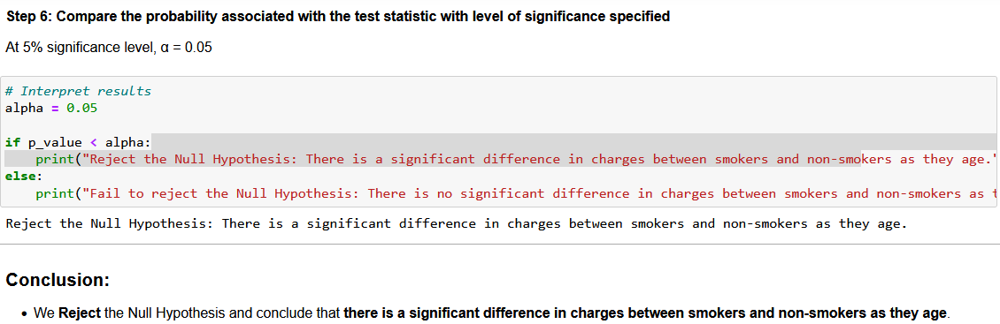 Step 6: Compare the probability associated with the test statistic with level of significance specified
At 5% significance level, α = 0.05
# Interpret results
alpha = 0.05
if p_value < alpha:
    print("Reject the Null Hypothesis: There is a significant difference in charges between smokers and non-smokers as they age."
else:
    print("Fail to reject the Null Hypothesis: There is no significant difference in charges between smokers and non-smokers as
Reject the Null Hypothesis: There is a significant difference in charges between smokers and non-smokers as they age.
Conclusion:
• We Reject the Null Hypothesis and conclude that there is a significant difference in charges between smokers and non-smokers as they age.